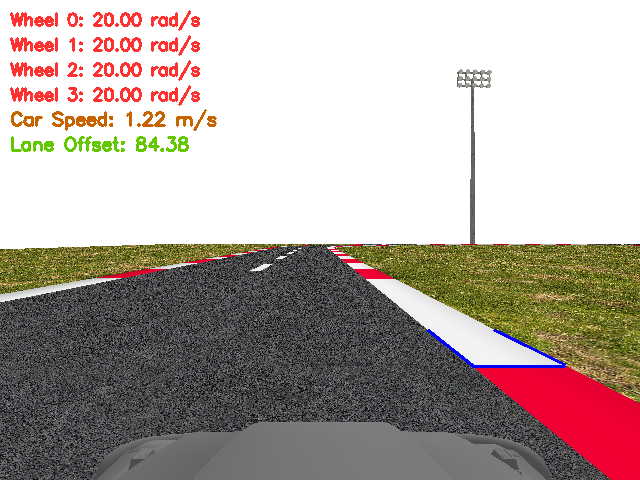 Wheel 0: 20.00 rad/s
Wheel 1: 20.00 rad/s
Wheel 2: 20.00 rad/s
Wheel 3: 20.00 rad/s
Car Speed: 1.22 m/s
Lane Offset: 84.38